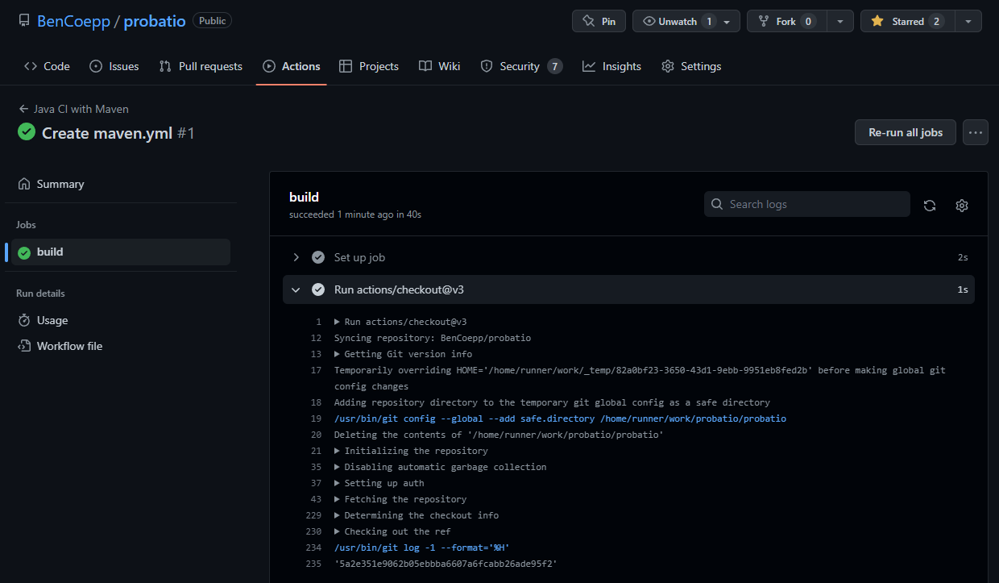 BenCoepp / probatio Public
Pin
Unwatch 1
Fork 0
Starred 2
Code
Issues
Pull requests
Actions
Projects
Wiki
Security 7
Insights
Settings
Java CI with Maven
Create maven.yml #1
Re-run all jobs
Summary
Jobs
build
Run details
Usage
Workflow file
build
succeeded 1 minute ago in 40s
Search logs
Set up job 2s
Run actions/checkout@v3 1s
1 Run actions/checkout@v3
12 Syncing repository: BenCoepp/probatio
13 Getting Git version info
17 Temporarily overriding HOME='/home/runner/work/_temp/82a0bf23-3650-43d1-9ebb-9951eb8fed2b' before making global git
config changes
18 Adding repository directory to the temporary git global config as a safe directory
19 /usr/bin/git config --global --add safe.directory /home/runner/work/probatio/probatio
20 Deleting the contents of '/home/runner/work/probatio/probatio'
21 Initializing the repository
35 Disabling automatic garbage collection
37 Setting up auth
43 Fetching the repository
229 Determining the checkout info
230 Checking out the ref
234 /usr/bin/git log -1 --format='%H'
235 '5a2e351e9062b05ebbba6607a6fcabb26ade95f2'